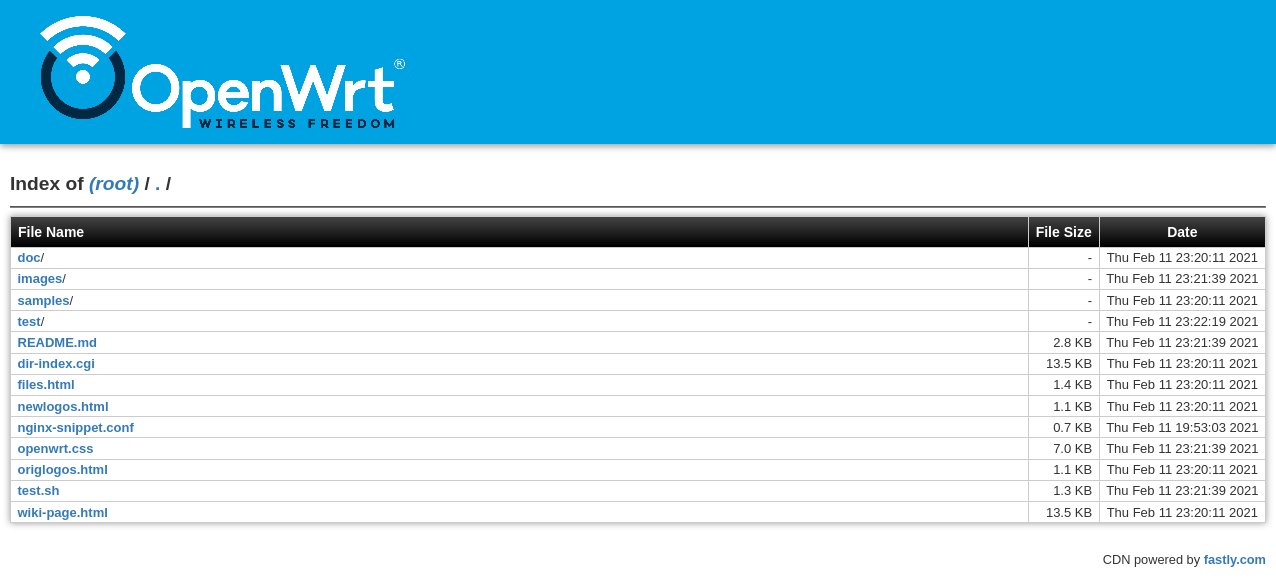 OpenWrt®
WIRELESS FREEDOM
Index of (root) / . /
File Name File Size Date
doc/ - Thu Feb 11 23:20:11 2021
images/ - Thu Feb 11 23:21:39 2021
samples/ - Thu Feb 11 23:20:11 2021
test/ - Thu Feb 11 23:22:19 2021
README.md 2.8 KB Thu Feb 11 23:21:39 2021
dir-index.cgi 13.5 KB Thu Feb 11 23:20:11 2021
files.html 1.4 KB Thu Feb 11 23:20:11 2021
newlogos.html 1.1 KB Thu Feb 11 23:20:11 2021
nginx-snippet.conf 0.7 KB Thu Feb 11 19:53:03 2021
openwrt.css 7.0 KB Thu Feb 11 23:21:39 2021
origlogos.html 1.1 KB Thu Feb 11 23:20:11 2021
test.sh 1.3 KB Thu Feb 11 23:21:39 2021
wiki-page.html 13.5 KB Thu Feb 11 23:20:11 2021
CDN powered by fastly.com